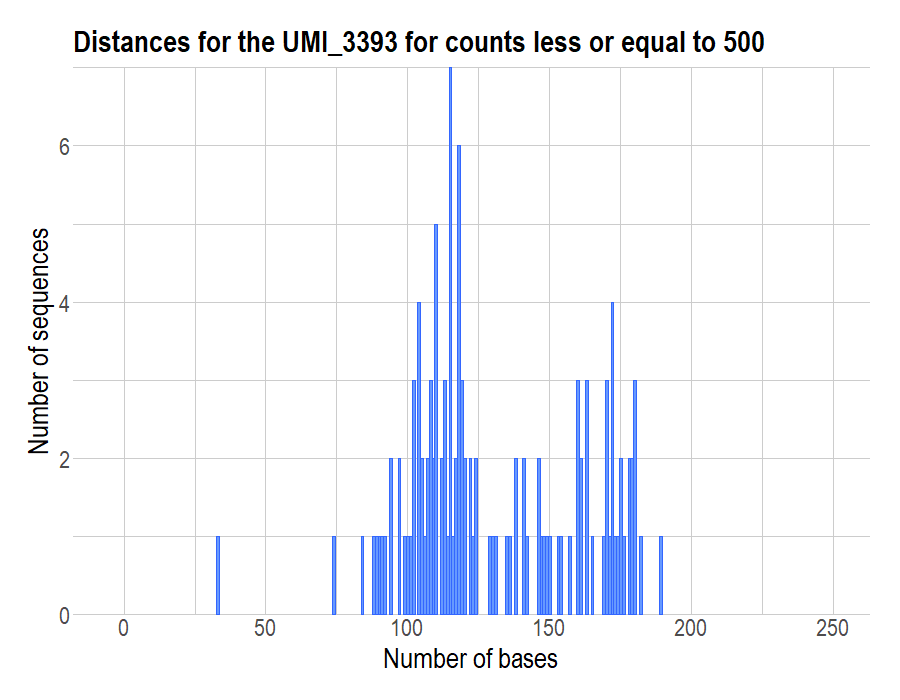 Distances for the UMI_3393 for counts less or equal to 500
6
4
2
0
Number of sequences
0 50 100 150 200 250
Number of bases